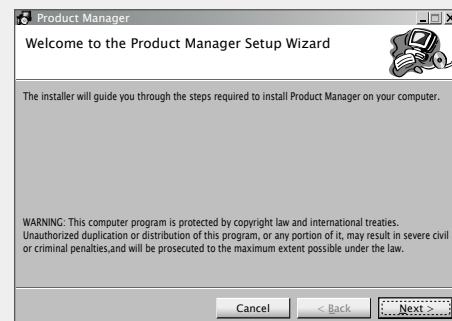 Product Manager
Welcome to the Product Manager Setup Wizard
The installer will guide you through the steps required to install Product Manager on your computer.
WARNING: This computer program is protected by copyright law and international treaties.
Unauthorized duplication or distribution of this program, or any portion of it, may result in severe civil
or criminal penalties,and will be prosecuted to the maximum extent possible under the law.
Cancel < Back Next >